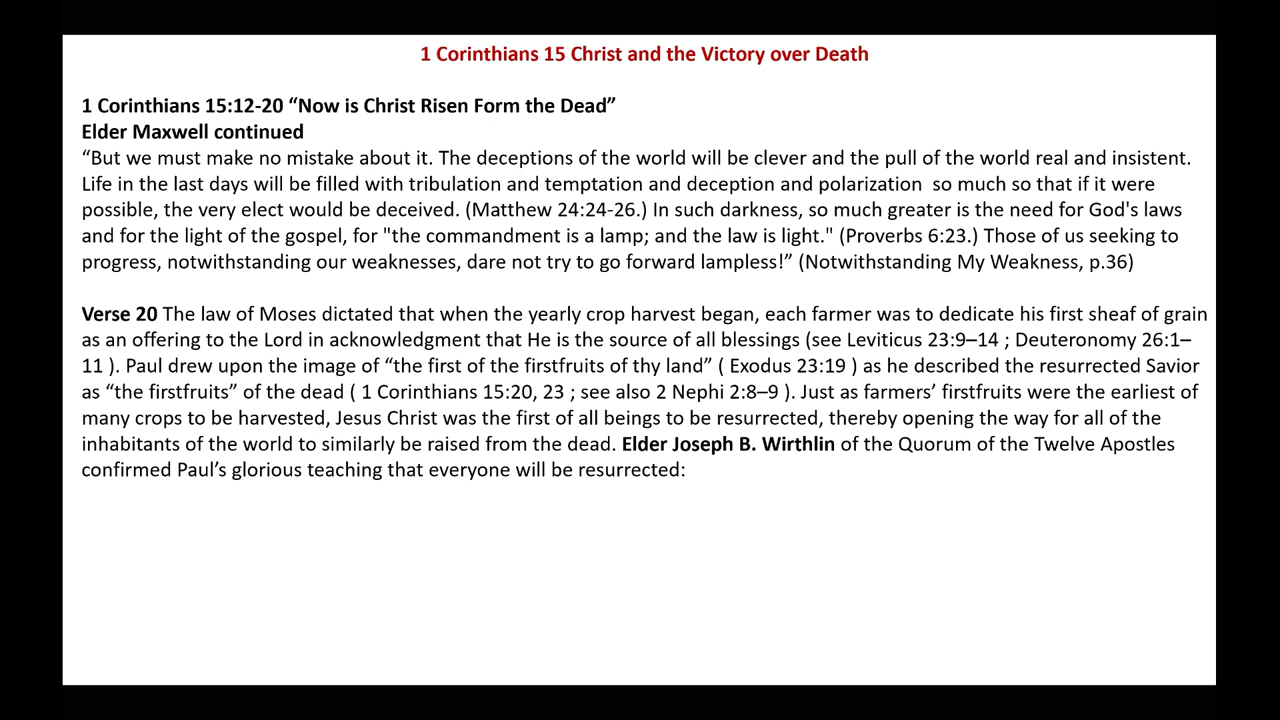 1 Corinthians 15 Christ and the Victory over Death
1 Corinthians 15:12-20 “Now is Christ Risen Form the Dead”
Elder Maxwell continued
“But we must make no mistake about it. The deceptions of the world will be clever and the pull of the world real and insistent.
Life in the last days will be filled with tribulation and temptation and deception and polarization  so much so that if it were
possible, the very elect would be deceived. (Matthew 24:24-26.) In such darkness, so much greater is the need for God's laws
and for the light of the gospel, for "the commandment is a lamp; and the law is light." (Proverbs 6:23.) Those of us seeking to
progress, notwithstanding our weaknesses, dare not try to go forward lampless!” (Notwithstanding My Weakness, p.36)
Verse 20 The law of Moses dictated that when the yearly crop harvest began, each farmer was to dedicate his first sheaf of grain
as an offering to the Lord in acknowledgment that He is the source of all blessings (see Leviticus 23:9–14 ; Deuteronomy 26:1–
11 ). Paul drew upon the image of “the first of the firstfruits of thy land” ( Exodus 23:19 ) as he described the resurrected Savior
as “the firstfruits” of the dead ( 1 Corinthians 15:20, 23 ; see also 2 Nephi 2:8–9 ). Just as farmers’ firstfruits were the earliest of
many crops to be harvested, Jesus Christ was the first of all beings to be resurrected, thereby opening the way for all of the
inhabitants of the world to similarly be raised from the dead. Elder Joseph B. Wirthlin of the Quorum of the Twelve Apostles
confirmed Paul’s glorious teaching that everyone will be resurrected: